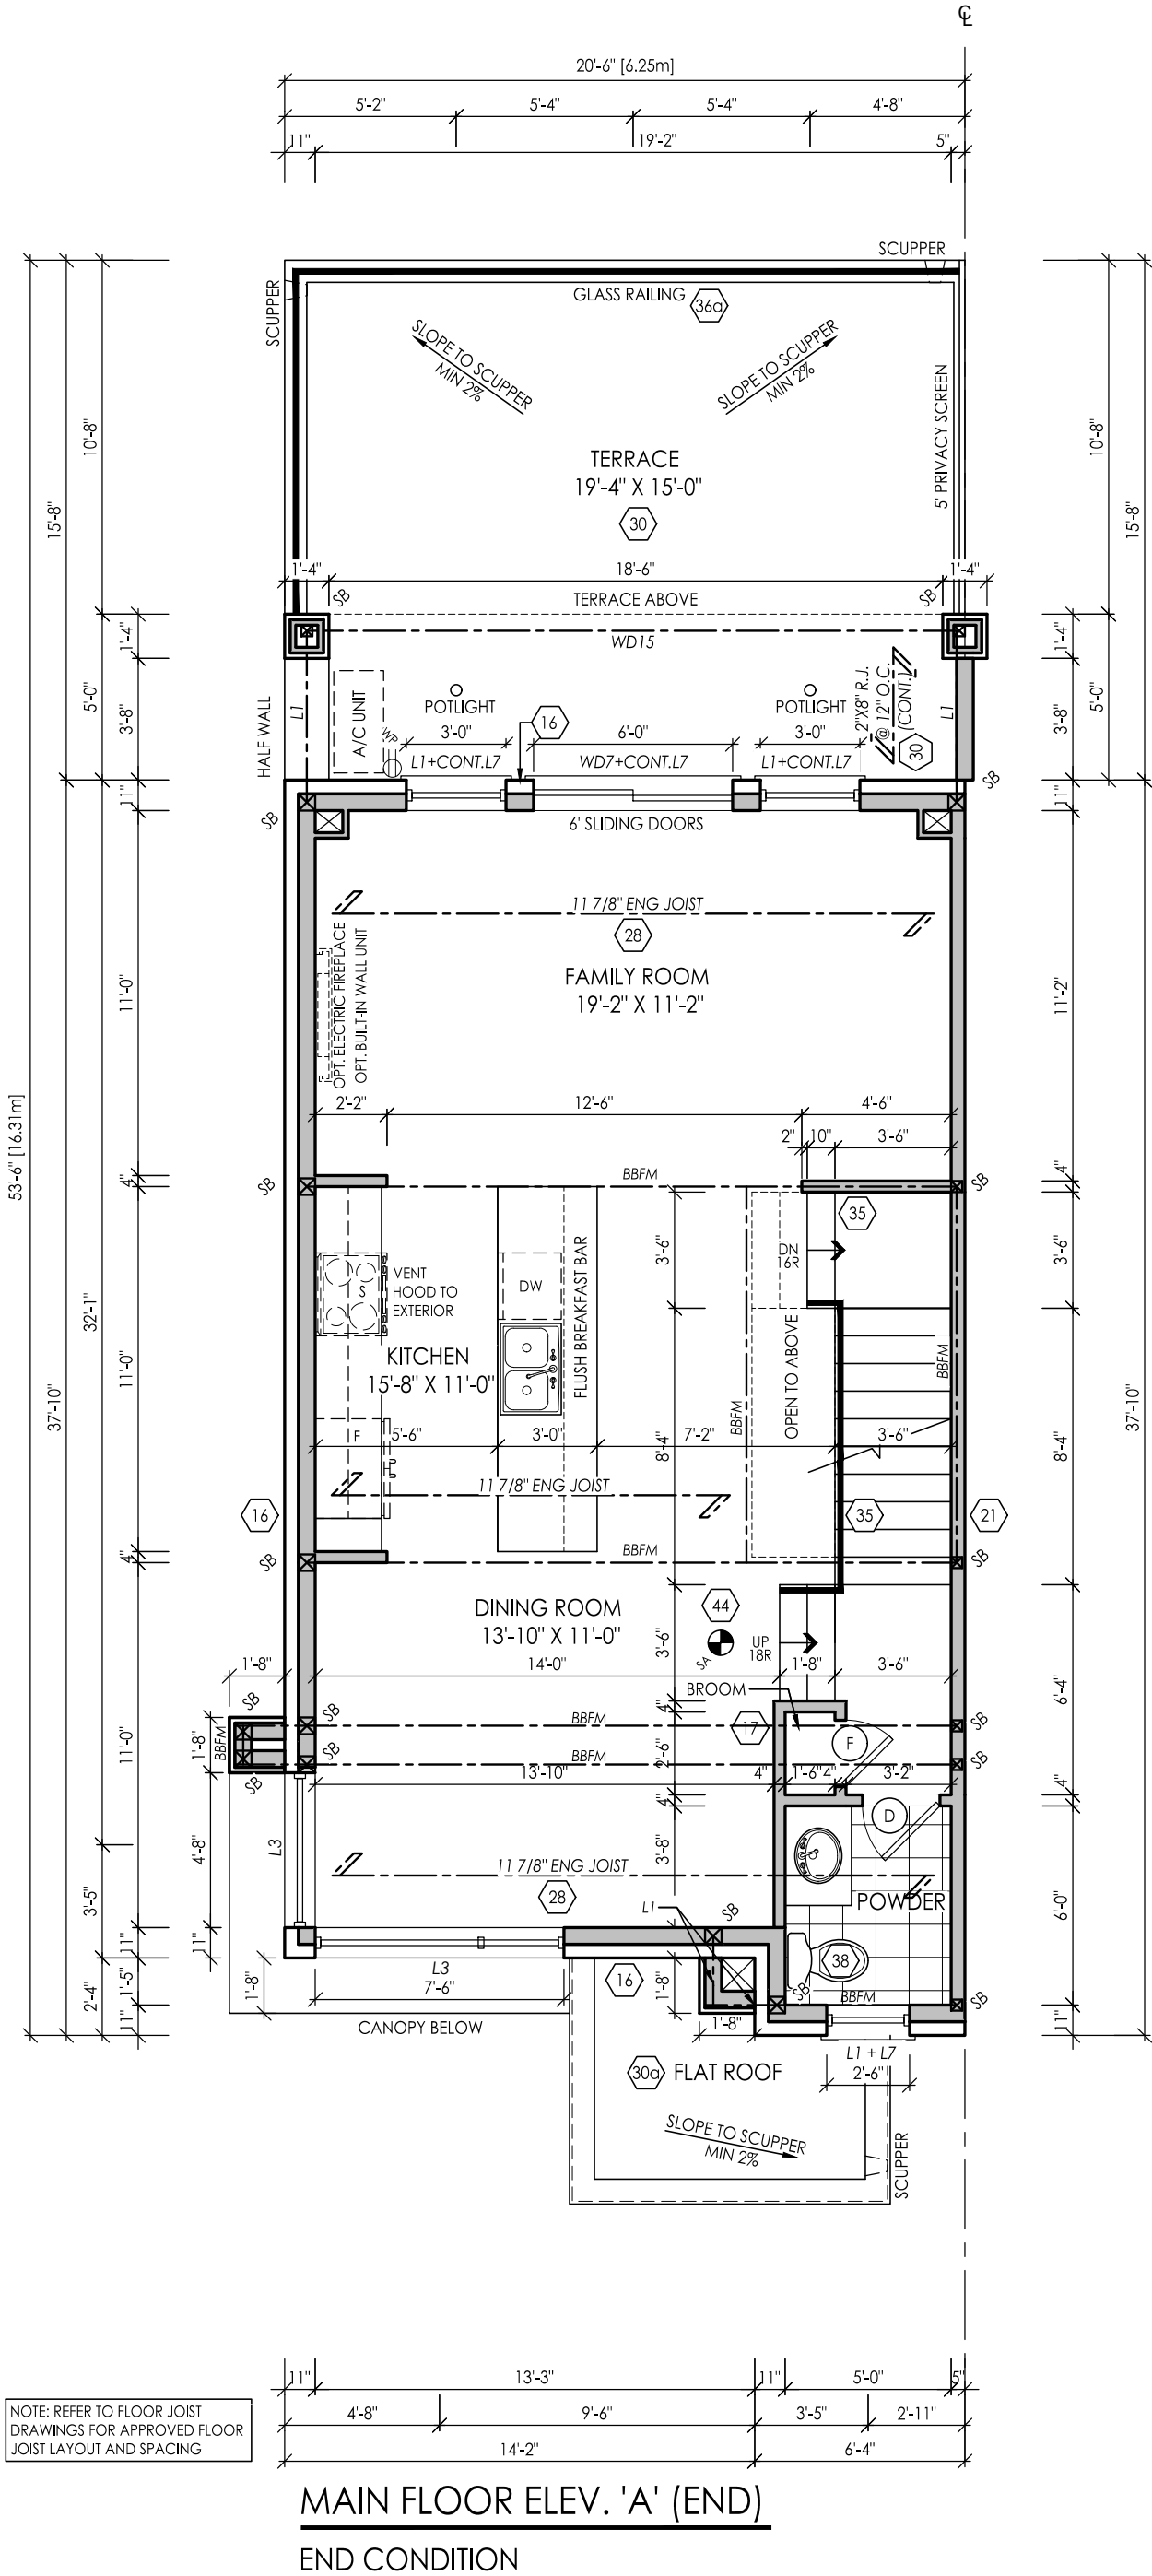 ℄
20'-6" [6.25m]
5'-2" 5'-4" 5'-4" 4'-8"
11" 19'-2" 5"
SCUPPER
SCUPPER
GLASS RAILING 36a
SLOPE TO SCUPPER
MIN 2%
SLOPE TO SCUPPER
MIN 2%
5' PRIVACY SCREEN
10'-8"
10'-8"
TERRACE
19'-4" X 15'-0"
30
15'-8"
15'-8"
1'-4" 18'-6" 1'-4"
SB TERRACE ABOVE SB
WD15
1'-4"
1'-4"
5'-0"
5'-0"
3'-8"
3'-8"
HALF WALL
L1
A/C UNIT
WP
POTLIGHT
POTLIGHT
16
2"X8" R.J.
@ 12" O.C.
(CONT.)
30
L1
3'-0" 6'-0" 3'-0"
L1+CONT.L7 WD7+CONT.L7 L1+CONT.L7
SB
11"
11"
SB
6' SLIDING DOORS
11 7/8" ENG JOIST
28
FAMILY ROOM
19'-2" X 11'-2"
OPT. ELECTRIC FIREPLACE
OPT. BUILT-IN WALL UNIT
11'-0"
11'-2"
53'-6" [16.31m]
2'-2" 12'-6" 4'-6"
2" 10" 3'-6"
4"
4"
SB BBFM SB
35
DN
16R
3'-6"
3'-6"
VENT
HOOD TO
EXTERIOR
S
DW
FLUSH BREAKFAST BAR
OPEN TO ABOVE
BBFM
BBFM
32'-1"
11'-0"
KITCHEN
15'-8" X 11'-0"
37'-10"
37'-10"
F 5'-6" 3'-0" 7'-2" 3'-6"
8'-4"
8'-4"
11 7/8" ENG JOIST
16
35
21
4"
SB BBFM SB
DINING ROOM
13'-10" X 11'-0"
44
SA
UP
18R
3'-6"
1'-8" 14'-0" 1'-8" 3'-6"
BROOM
6'-4"
4"
SB SB BBFM SB
17
F
11'-0"
1'-8"
BBFM
2'-6"
SB SB BBFM SB
13'-10" 4" 1'-6" 4" 3'-2"
4"
4"
D
L3
4'-8"
3'-8"
11 7/8" ENG JOIST
28
POWDER
3'-5"
6'-0"
L1
SB
11"
11"
38
L3
7'-6"
1'-8"
16
1'-8"
SB
BBFM
SB
2'-4"
1'-5"
11"
11"
CANOPY BELOW
1'-8"
L1 + L7
2'-6"
30a FLAT ROOF
SLOPE TO SCUPPER
MIN 2%
SCUPPER
11" 13'-3" 11" 5'-0" 5"
4'-8" 9'-6" 3'-5" 2'-11"
14'-2" 6'-4"
NOTE: REFER TO FLOOR JOIST
DRAWINGS FOR APPROVED FLOOR
JOIST LAYOUT AND SPACING
MAIN FLOOR ELEV. 'A' (END)
END CONDITION